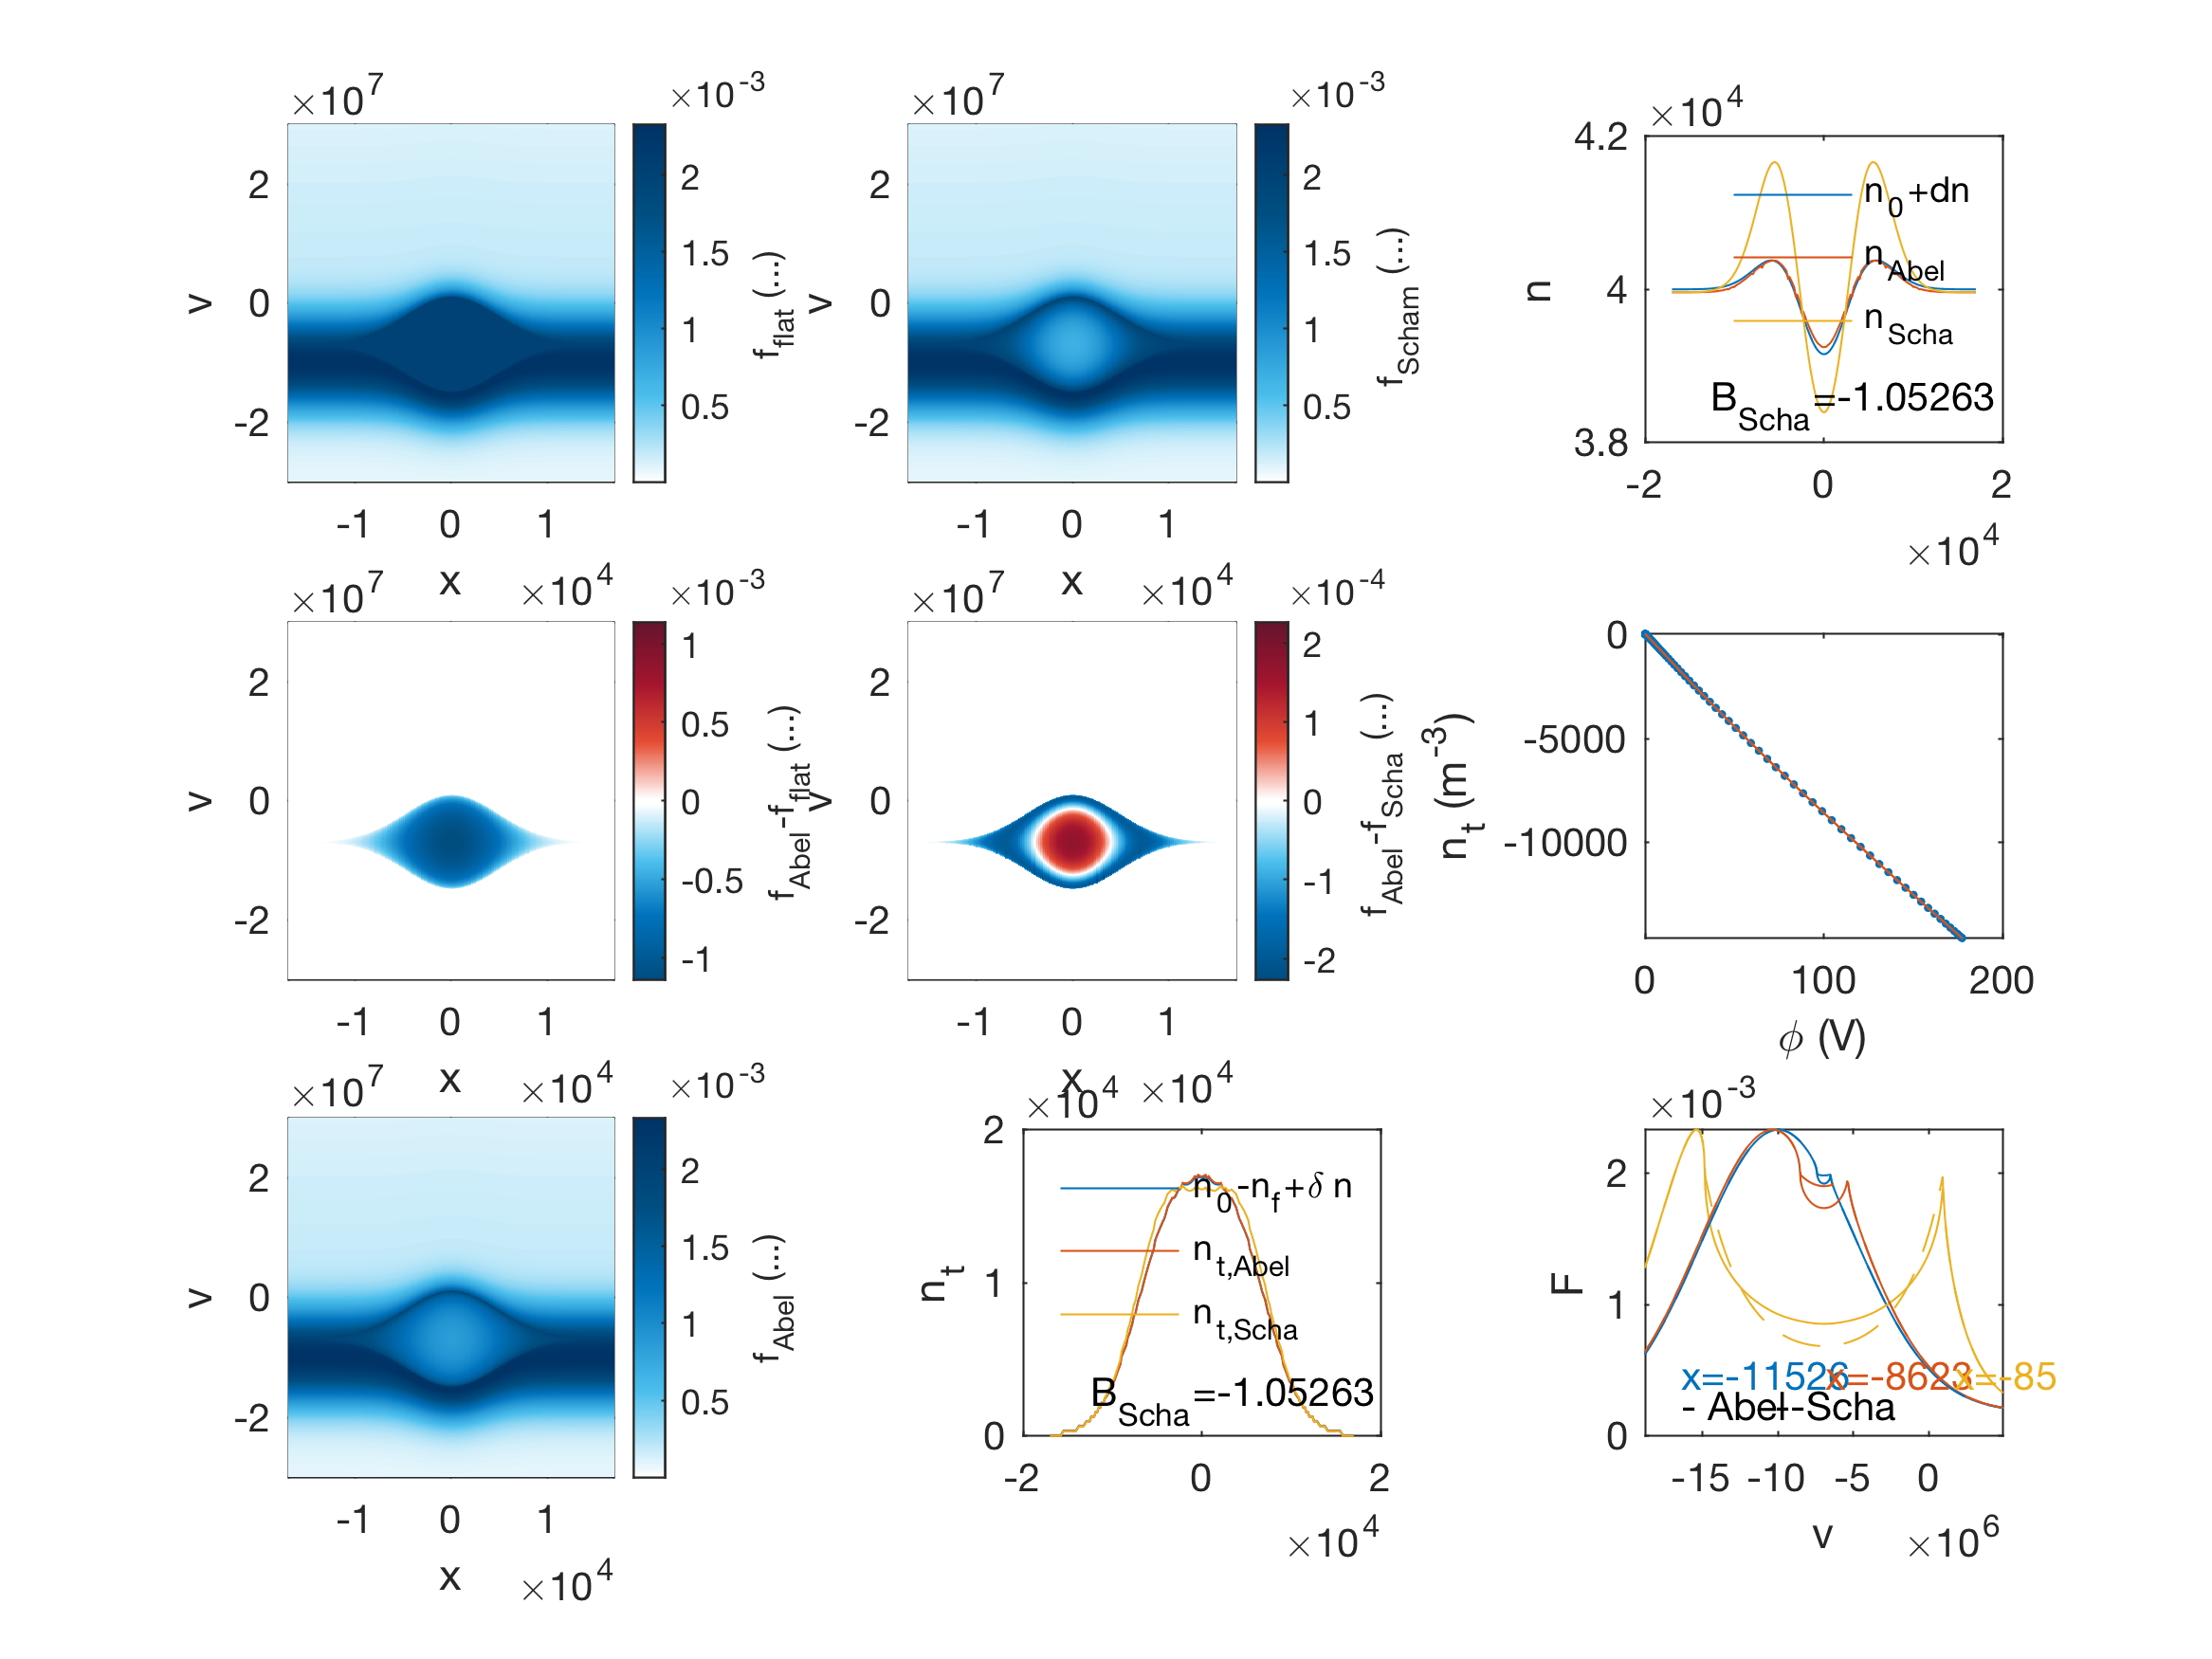 ×10⁷ ×10⁻³
2 0 -2
v
-1 0 1
x ×10⁴
2 1.5 1 0.5
f_flat (...)
×10⁷ ×10⁻³
2 0 -2
v
-1 0 1
x ×10⁴
2 1.5 1 0.5
f_Scham (...)
×10⁴
4.2 4 3.8
n
n₀+dn
n_Abel
n_Scha
B_Scha=-1.05263
-2 0 2
×10⁴
×10⁷ ×10⁻³
2 0 -2
v
-1 0 1
x ×10⁴
1 0.5 0 -0.5 -1
f_Abel-f_flat (...)
×10⁷ ×10⁻⁴
2 0 -2
v
-1 0 1
x ×10⁴
2 1 0 -1 -2
f_Abel-f_Scha (...)
0 -5000 -10000
n_t (m⁻³)
0 100 200
ϕ (V)
×10⁷ ×10⁻³
2 0 -2
v
-1 0 1
x ×10⁴
2 1.5 1 0.5
f_Abel (...)
×10⁴
2 1 0
n_t
n₀-n_f+δ n
n_t,Abel
n_t,Scha
B_Scha=-1.05263
-2 0 2
×10⁴
×10⁻³
2 1 0
F
x=-11526 x=-8623 x=-85
- Abel --Scha
-15 -10 -5 0
v ×10⁶